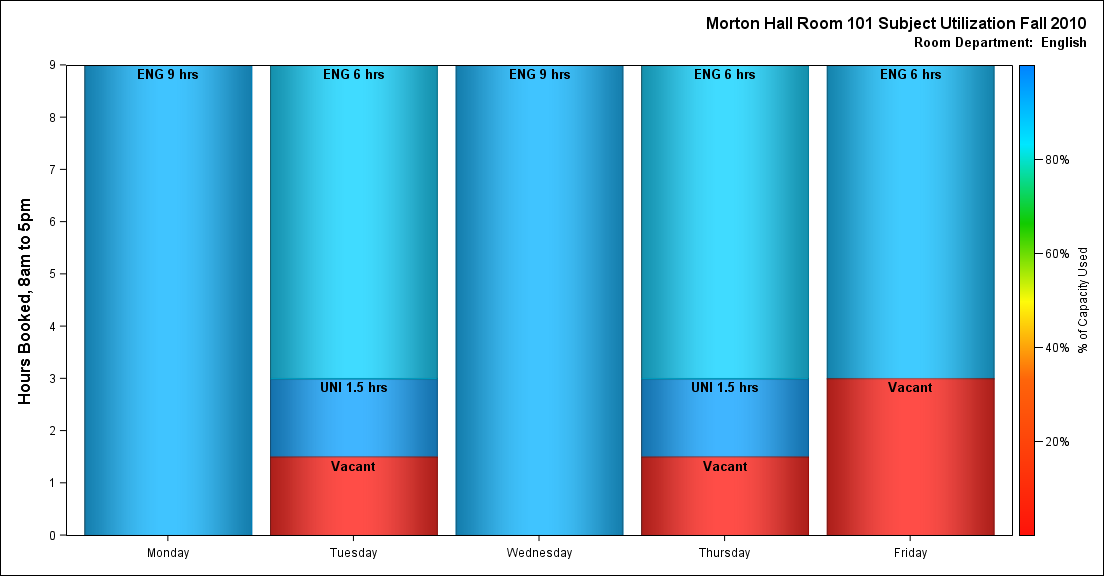 Morton Hall Room 101 Subject Utilization Fall 2010
Room Department: English
Hours Booked, 8am to 5pm
9
8
7
6
5
4
3
2
1
0
ENG 9 hrs
ENG 6 hrs
ENG 9 hrs
ENG 6 hrs
ENG 6 hrs
UNI 1.5 hrs
UNI 1.5 hrs
Vacant
Vacant
Vacant
Monday
Tuesday
Wednesday
Thursday
Friday
80%
60%
40%
20%
% of Capacity Used